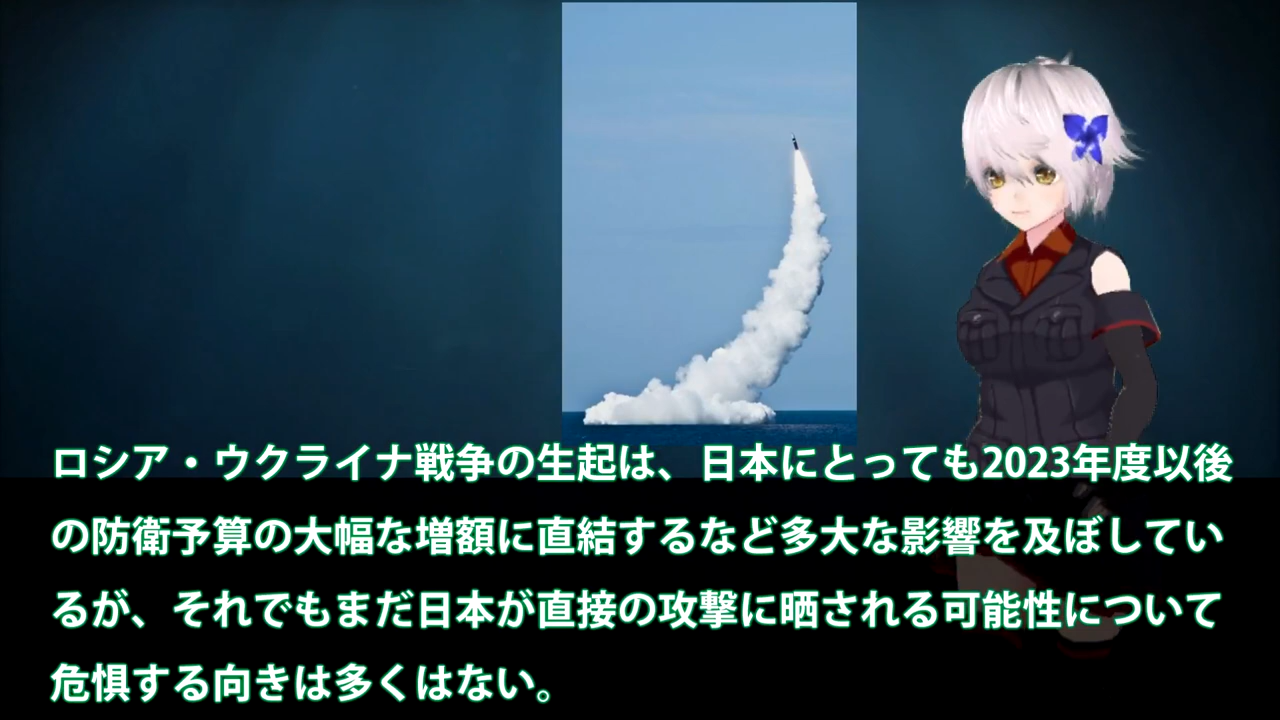 ロシア・ウクライナ戦争の生起は、日本にとっても2023年度以後
の防衛予算の大幅な増額に直結するなど多大な影響を及ぼしてい
るが、それでもまだ日本が直接の攻撃に晒される可能性について
危惧する向きは多くはない。